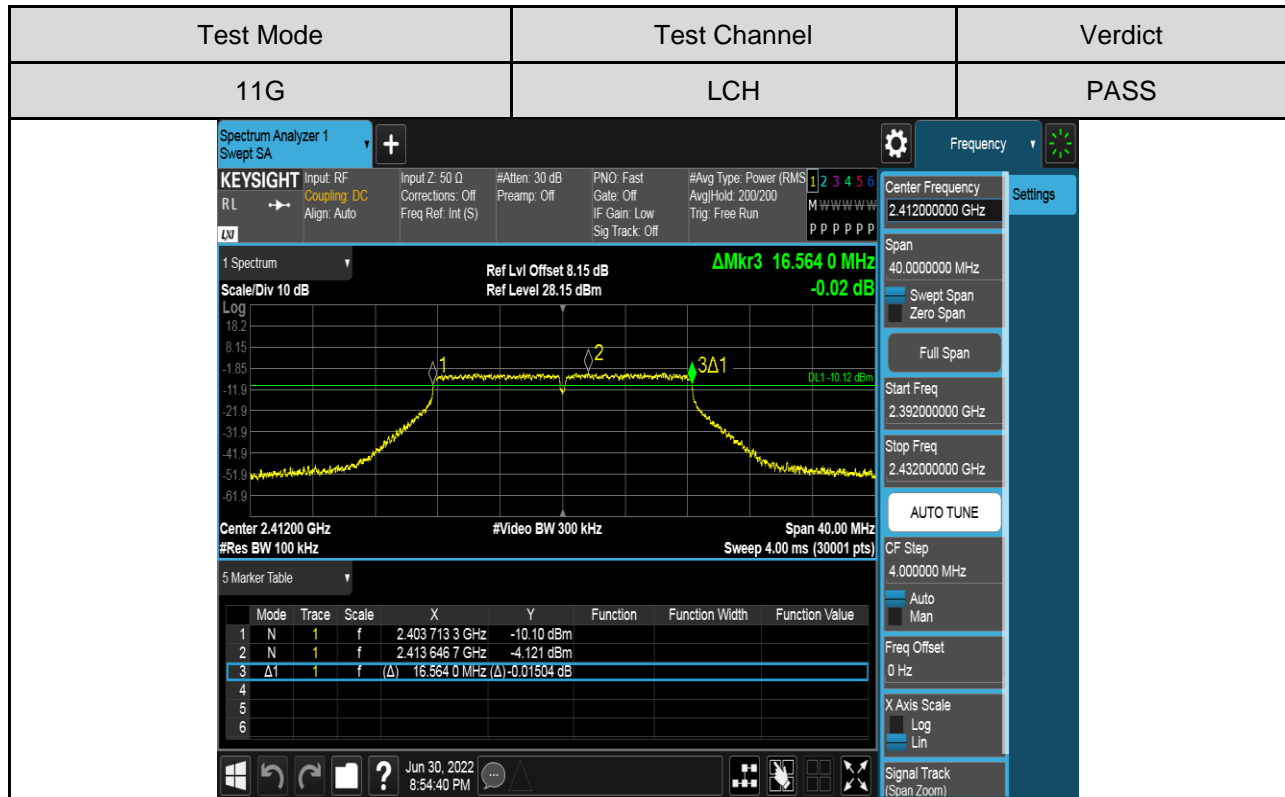 Test Mode Test Channel Verdict
11G LCH PASS
Spectrum Analyzer 1
Swept SA
+
Frequency
KEYSIGHT Input: RF Input Z: 50 Ω #Atten: 30 dB PNO: Fast #Avg Type: Power (RMS 1 2 3 4 5 6
RL Coupling: DC Corrections: Off Preamp: Off Gate: Off Avg|Hold: 200/200 M W W W W W
Align: Auto Freq Ref: Int (S) IF Gain: Low Trig: Free Run
LXI Sig Track: Off P P P P P P
1 Spectrum Ref Lvl Offset 8.15 dB ΔMkr3 16.564 0 MHz
Scale/Div 10 dB Ref Level 28.15 dBm -0.02 dB
Log
18.2
8.15
-1.85
-11.9
-21.9
-31.9
-41.9
-51.9
-61.9
1
2
3Δ1
DL1 -10.12 dBm
Center 2.41200 GHz #Video BW 300 kHz Span 40.00 MHz
#Res BW 100 kHz Sweep 4.00 ms (30001 pts)
5 Marker Table
Mode Trace Scale X Y Function Function Width Function Value
1 N 1 f 2.403 713 3 GHz -10.10 dBm
2 N 1 f 2.413 646 7 GHz -4.121 dBm
3 Δ1 1 f (Δ) 16.564 0 MHz (Δ) -0.01504 dB
4
5
6
? Jun 30, 2022
8:54:40 PM
Center Frequency
2.412000000 GHz
Settings
Span
40.0000000 MHz
Swept Span
Zero Span
Full Span
Start Freq
2.392000000 GHz
Stop Freq
2.432000000 GHz
AUTO TUNE
CF Step
4.000000 MHz
Auto
Man
Freq Offset
0 Hz
X Axis Scale
Log
Lin
Signal Track
(Span Zoom)